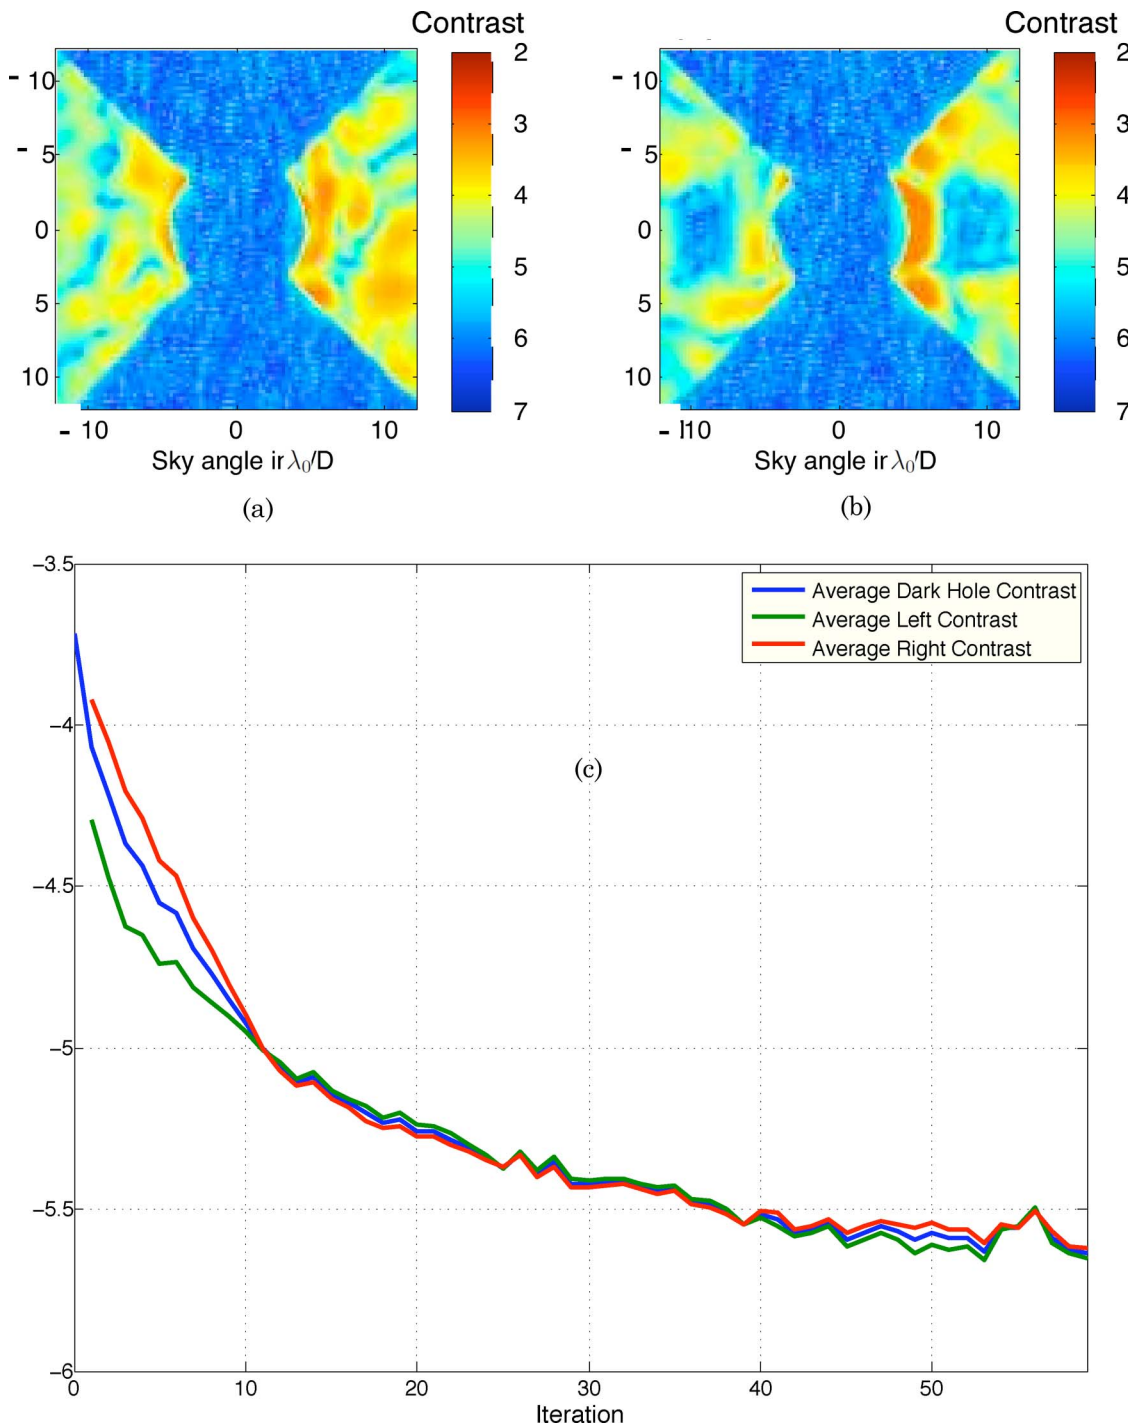 Contrast
Contrast
- 10
- 5
0
5
10
- 10 0 10
2
3
4
5
6
7
Sky angle ir λ₀/D
(a)
- 10
- 5
0
5
10
- 10 0 10
2
3
4
5
6
7
Sky angle ir λ₀/D
(b)
Average Dark Hole Contrast
Average Left Contrast
Average Right Contrast
(c)
-3.5
-4
-4.5
-5
-5.5
-6
0 10 20 30 40 50
Iteration